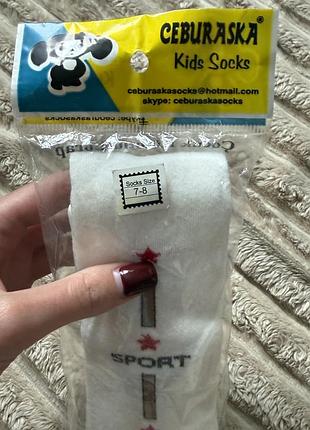 CEBURASKA®
Kids Socks
ceburaskasocks@hotmail.com
skype: ceburaskasocks
Socks Size
7-8
SPORT